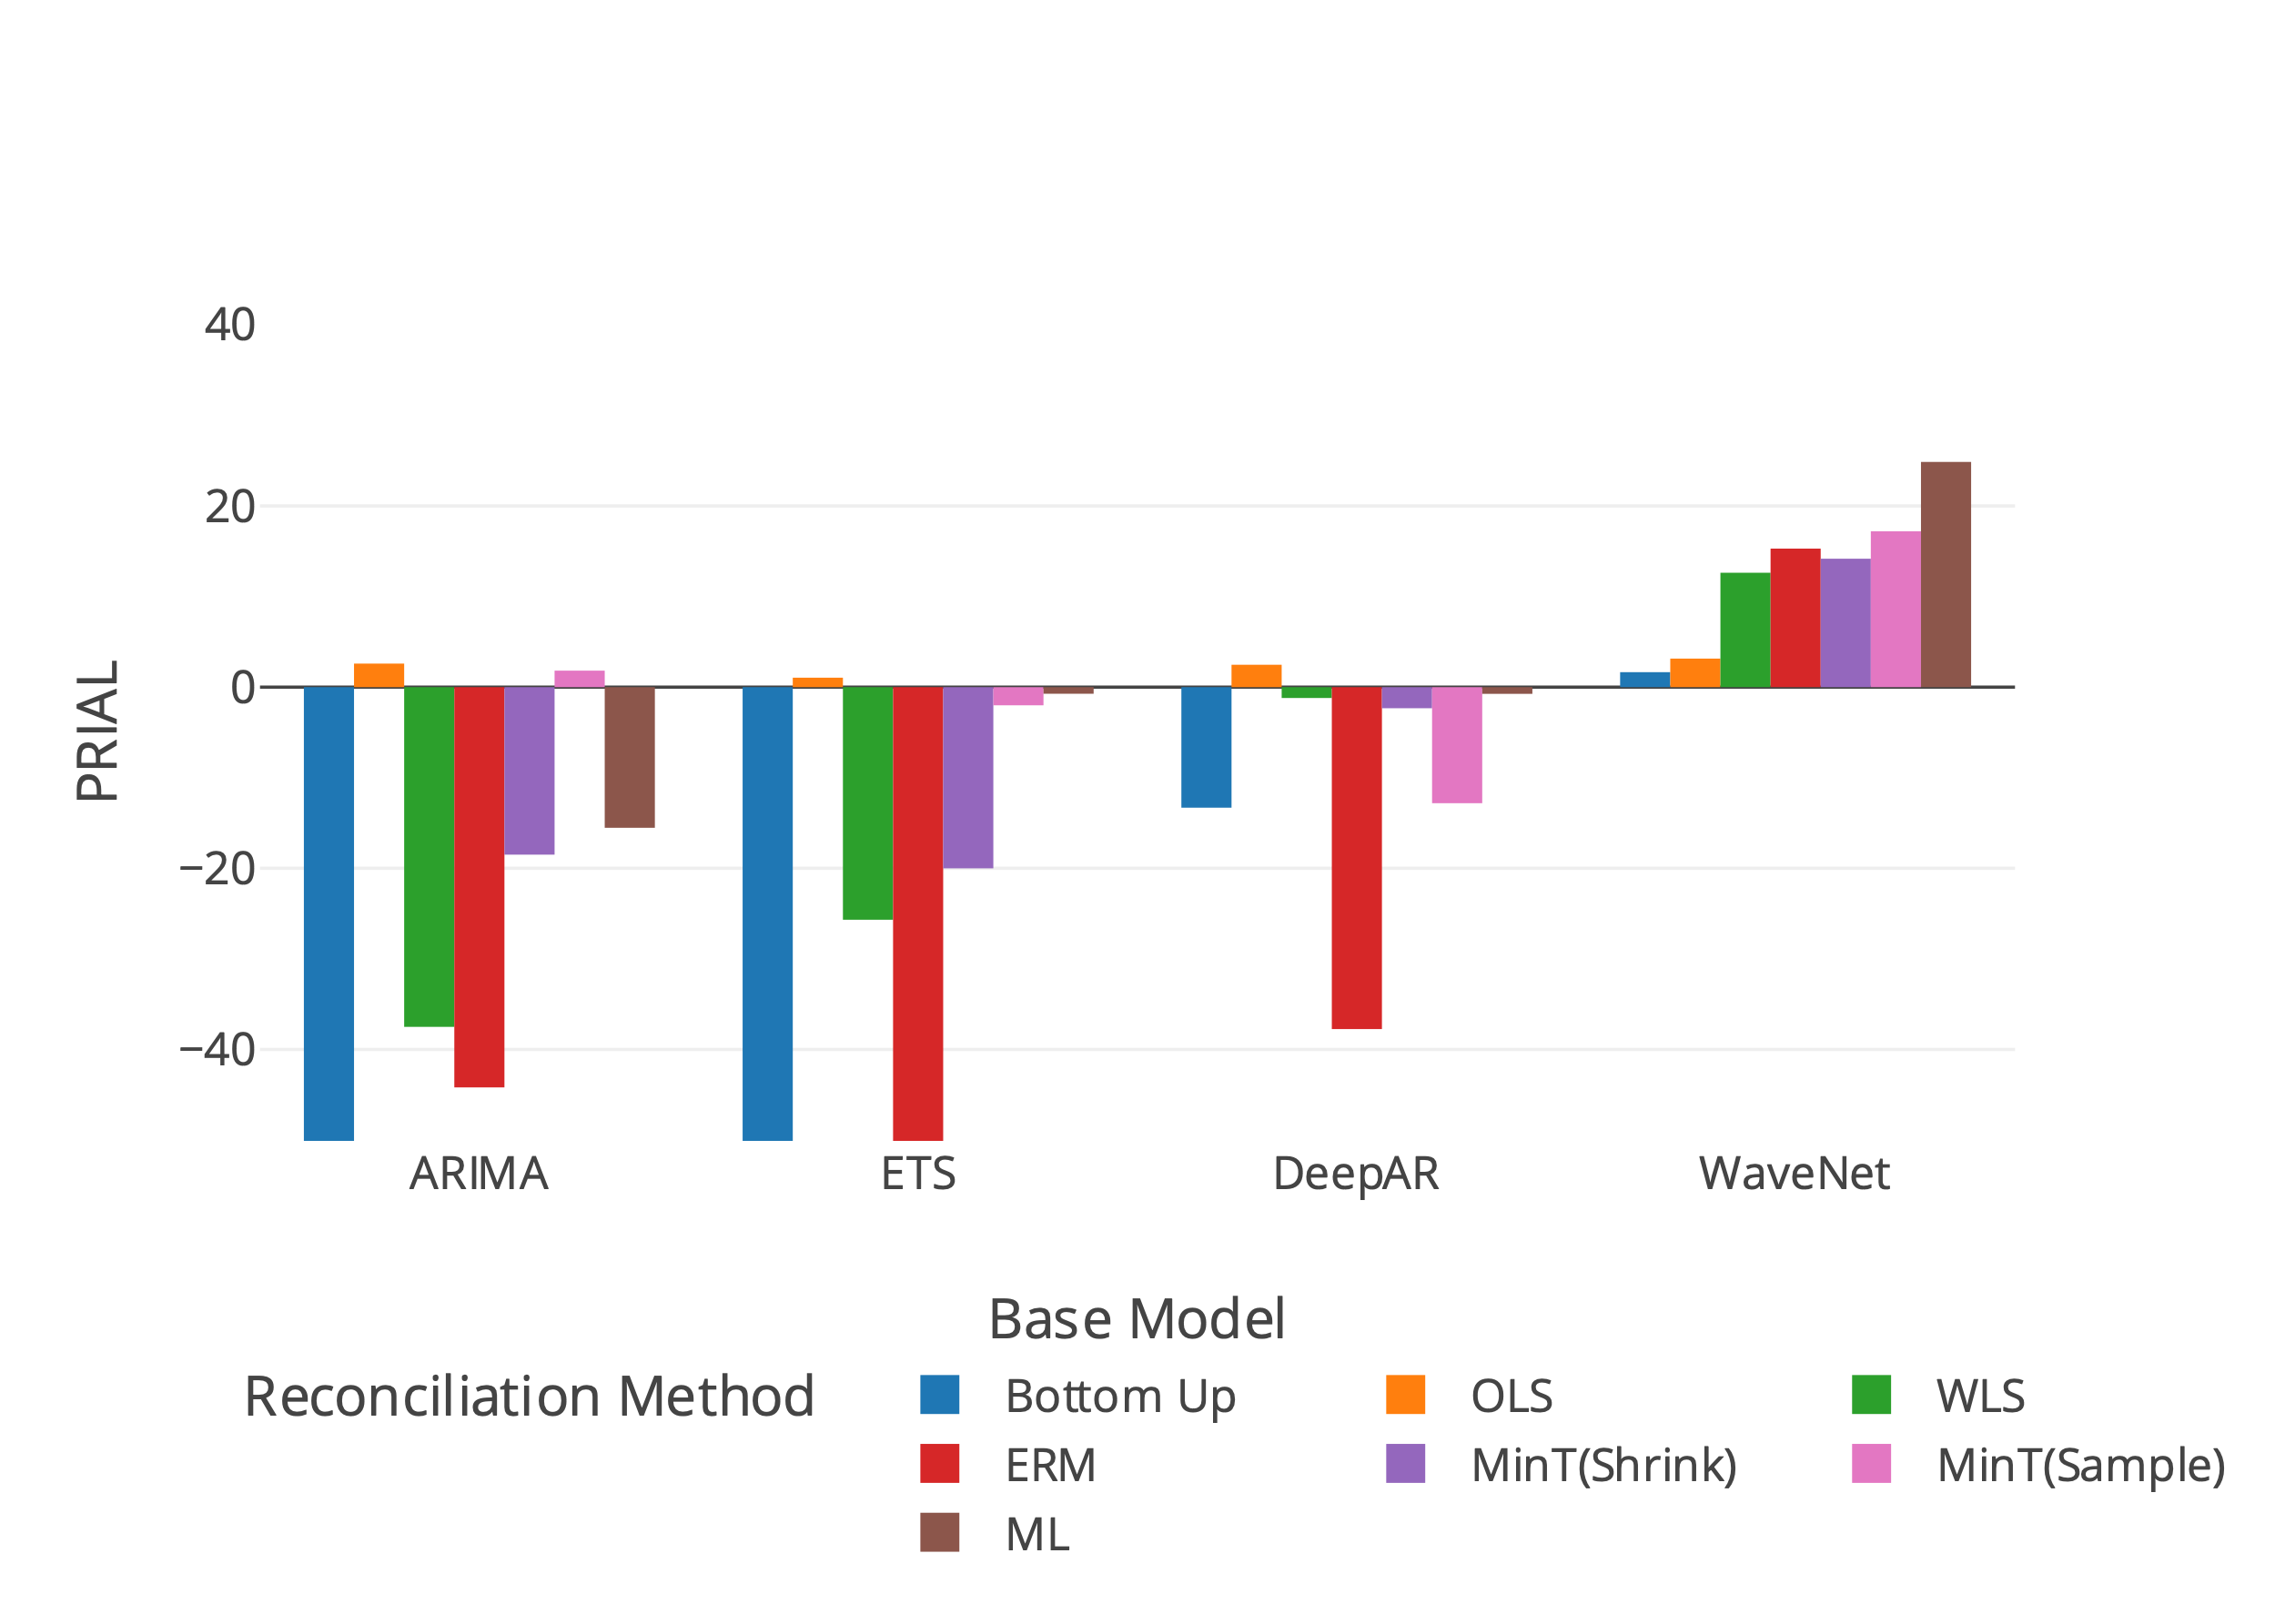 40
20
0
−20
−40
PRIAL
ARIMA ETS DeepAR WaveNet
Base Model
Reconciliation Method Bottom Up OLS WLS
ERM MinT(Shrink) MinT(Sample)
ML